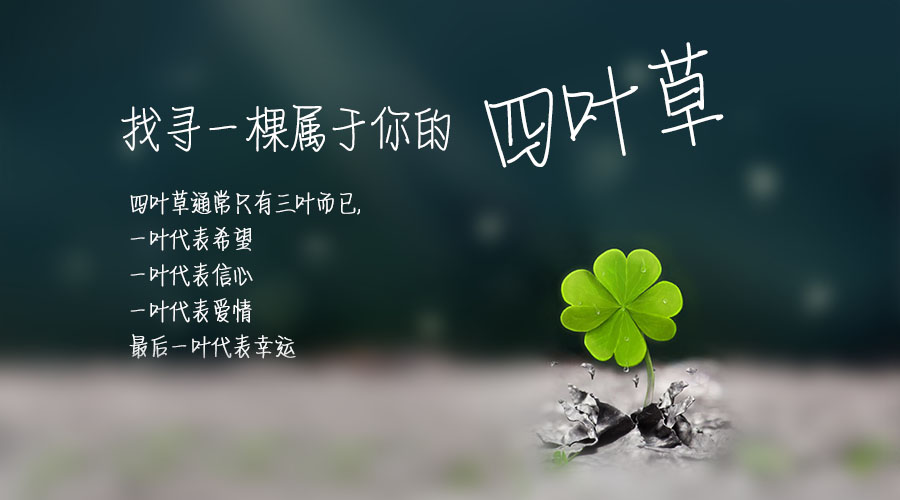 找寻一棵属于你的 四叶草
四叶草通常只有三叶而已,
一叶代表希望
一叶代表信心
一叶代表爱情
最后一叶代表幸运